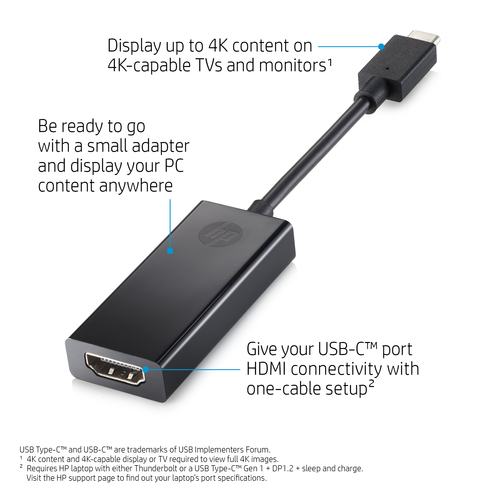 Display up to 4K content on
4K-capable TVs and monitors¹
Be ready to go
with a small adapter
and display your PC
content anywhere
hp
Give your USB-C™ port
HDMI connectivity with
one-cable setup²
USB Type-C™ and USB-C™ are trademarks of USB Implementers Forum.
¹ 4K content and 4K-capable display or TV required to view full 4K images.
² Requires HP laptop with either Thunderbolt or a USB Type-C™ Gen 1 + DP1.2 + sleep and charge.
Visit the HP support page to find out your laptop's port specifications.